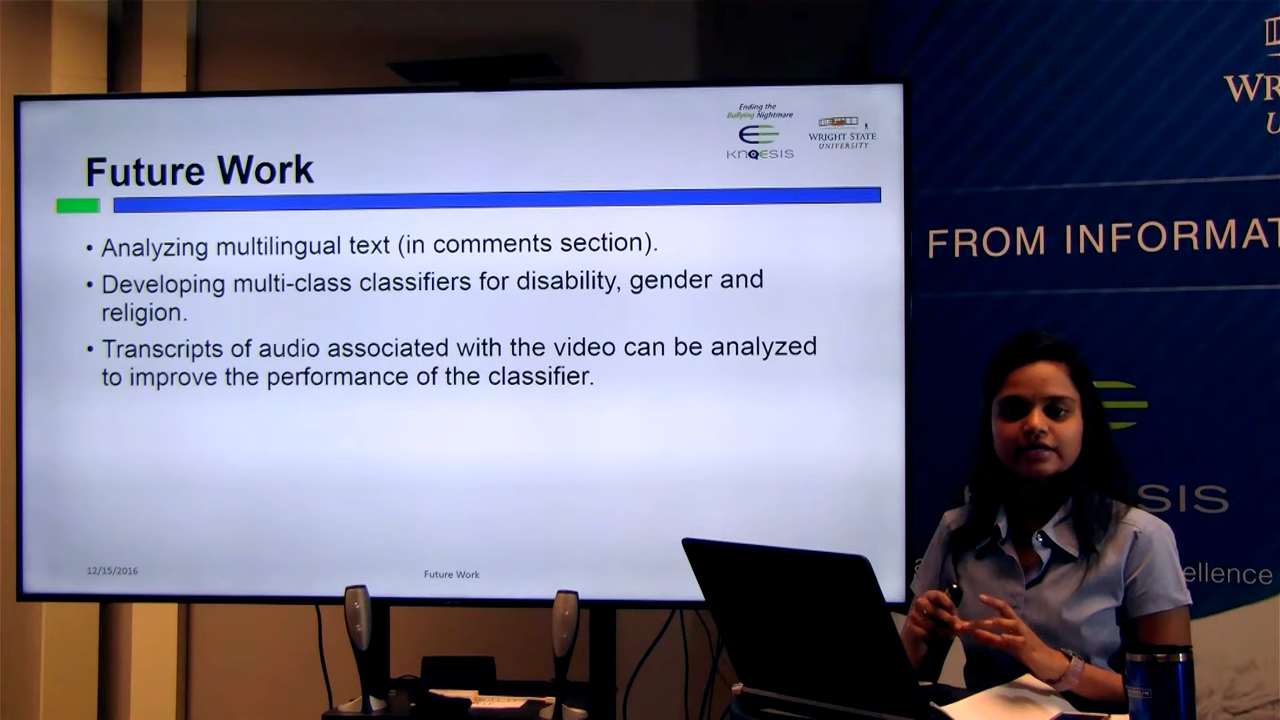 Ending the
Bullying Nightmare
KNOESIS
WRIGHT STATE
UNIVERSITY
Future Work
• Analyzing multilingual text (in comments section).
• Developing multi-class classifiers for disability, gender and
religion.
• Transcripts of audio associated with the video can be analyzed
to improve the performance of the classifier.
12/15/2016
Future Work
WR
U
FROM INFORMAT
SIS
ellence